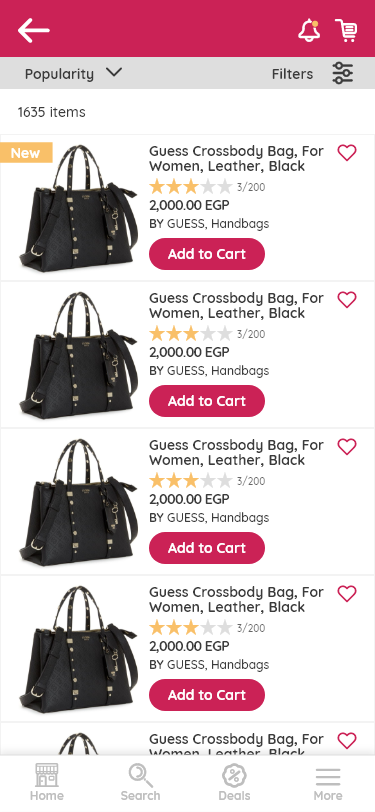 Popularity
Filters
1635 items
New
Guess Crossbody Bag, For
Women, Leather, Black
3/200
2,000.00 EGP
BY GUESS, Handbags
Add to Cart
Guess Crossbody Bag, For
Women, Leather, Black
3/200
2,000.00 EGP
BY GUESS, Handbags
Add to Cart
Guess Crossbody Bag, For
Women, Leather, Black
3/200
2,000.00 EGP
BY GUESS, Handbags
Add to Cart
Guess Crossbody Bag, For
Women, Leather, Black
3/200
2,000.00 EGP
BY GUESS, Handbags
Add to Cart
Guess Crossbody Bag, For
Women, Leather, Black
Home
Search
Deals
More